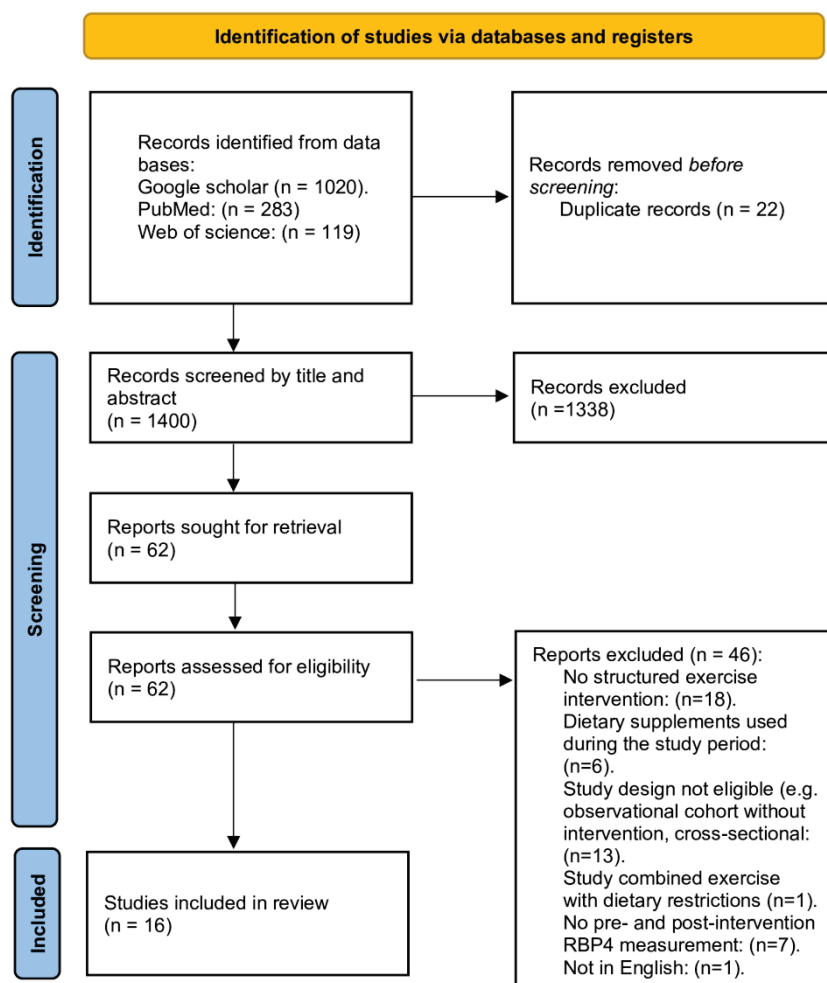 Identification of studies via databases and registers
Identification
Records identified from data
bases:
Google scholar (n = 1020).
PubMed: (n = 283)
Web of science: (n = 119)
Records removed before
screening:
Duplicate records (n = 22)
Screening
Records screened by title and
abstract
(n = 1400)
Records excluded
(n =1338)
Reports sought for retrieval
(n = 62)
Reports assessed for eligibility
(n = 62)
Reports excluded (n = 46):
No structured exercise
intervention: (n=18).
Dietary supplements used
during the study period:
(n=6).
Study design not eligible (e.g.
observational cohort without
intervention, cross-sectional:
(n=13).
Study combined exercise
with dietary restrictions (n=1).
No pre- and post-intervention
RBP4 measurement: (n=7).
Not in English: (n=1).
Included
Studies included in review
(n = 16)